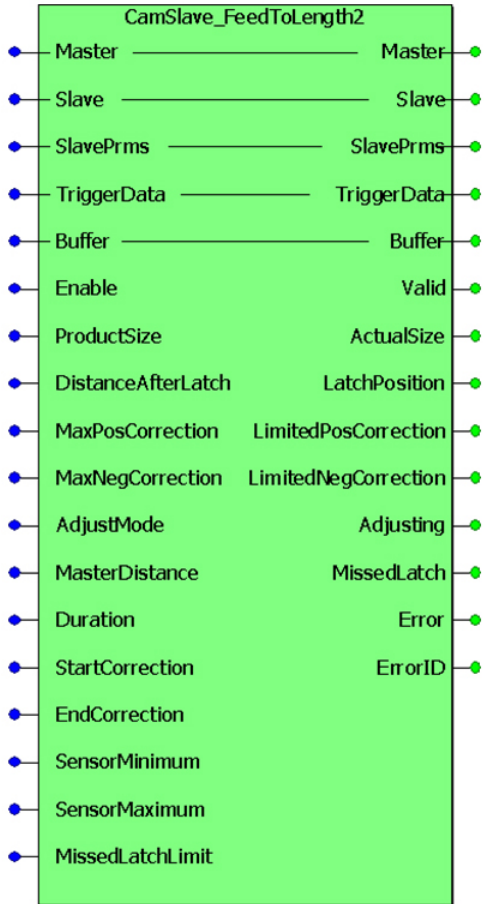 CamSlave_FeedToLength2
Master Master
Slave Slave
SlavePrms SlavePrms
TriggerData TriggerData
Buffer Buffer
Enable Valid
ProductSize ActualSize
DistanceAfterLatch LatchPosition
MaxPosCorrection LimitedPosCorrection
MaxNegCorrection LimitedNegCorrection
AdjustMode Adjusting
MasterDistance MissedLatch
Duration Error
StartCorrection ErrorID
EndCorrection
SensorMinimum
SensorMaximum
MissedLatchLimit